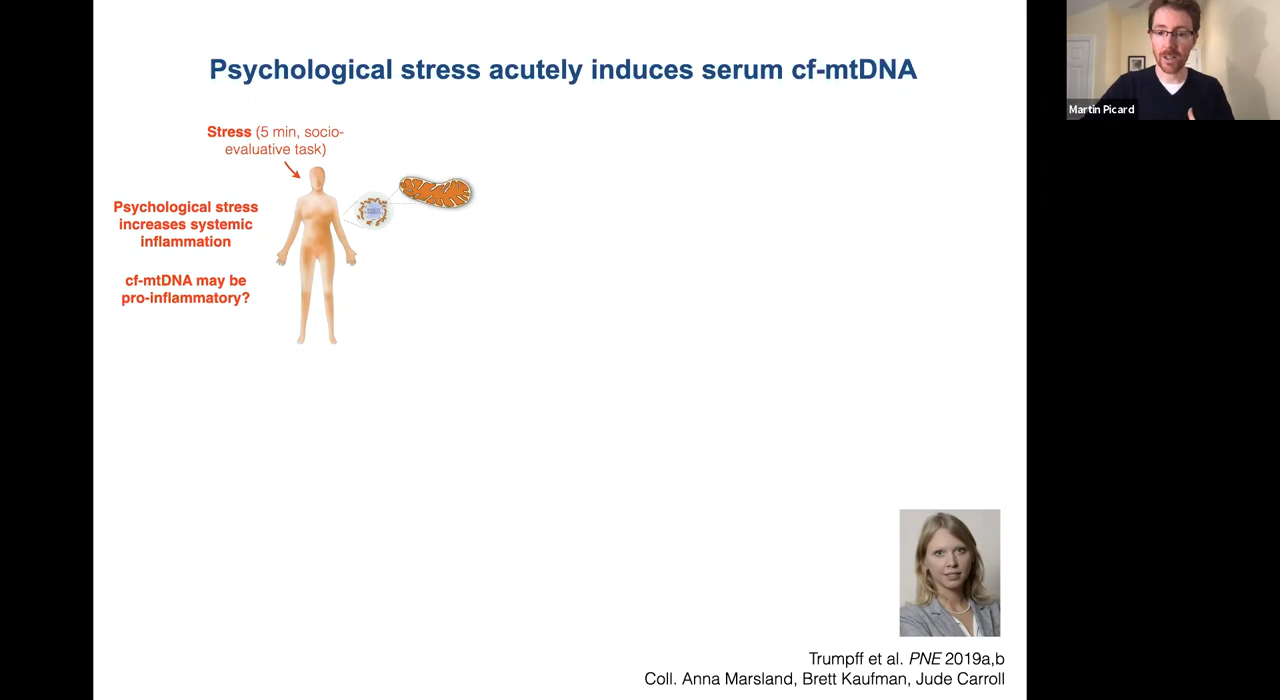 Psychological stress acutely induces serum cf-mtDNA
Stress (5 min, socio-
evaluative task)
Psychological stress
increases systemic
inflammation
cf-mtDNA may be
pro-inflammatory?
Martin Picard
Trumpff et al. PNE 2019a,b
Coll. Anna Marsland, Brett Kaufman, Jude Carroll